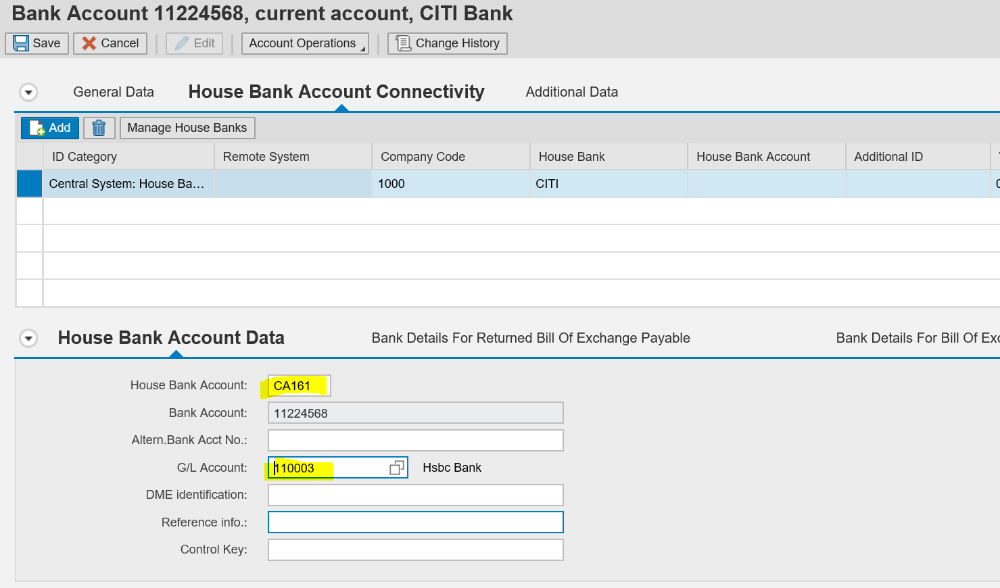 Bank Account 11224568, current account, CITI Bank
Save Cancel Edit Account Operations Change History
General Data House Bank Account Connectivity Additional Data
Add Manage House Banks
ID Category Remote System Company Code House Bank House Bank Account Additional ID
Central System: House Ba... 1000 CITI
House Bank Account Data Bank Details For Returned Bill Of Exchange Payable Bank Details For Bill Of Exc
House Bank Account: CA161
Bank Account: 11224568
Altern.Bank Acct No.:
G/L Account: 110003 Hsbc Bank
DME identification:
Reference info.:
Control Key: